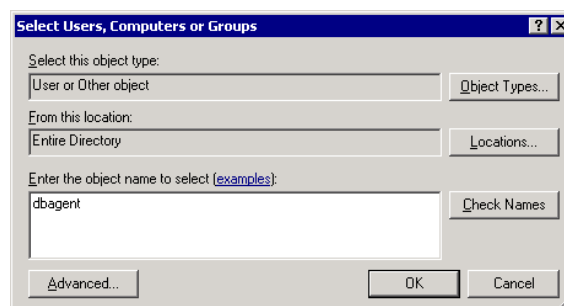 Select Users, Computers or Groups
Select this object type:
User or Other object
Object Types...
From this location:
Entire Directory
Locations...
Enter the object name to select (examples):
dbagent
Check Names
Advanced...
OK
Cancel